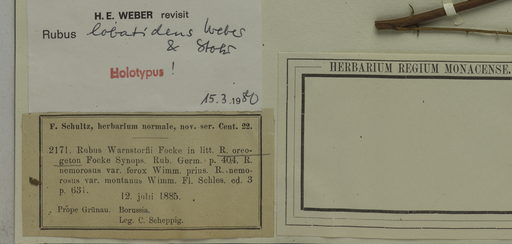 H. E. WEBER revisit
Rubus lobatidens Weber
& Stohr
Holotypus !
15.3.1980
HERBARIUM REGIUM MONACENSE.
F. Schultz, herbarium normale, nov. ser. Cent. 22.
2171. Rubus Warnstorfii Focke in litt. R. oreo-
geton Focke Synops. Rub. Germ. p. 404. R.
nemorosus var. ferox Wimm. prius. R. nemo-
rosus var. montanus Wimm. Fl. Schles. ed. 3
p. 631.
12. julii 1885.
Prope Grünau. Borussia.
Leg. C. Scheppig.